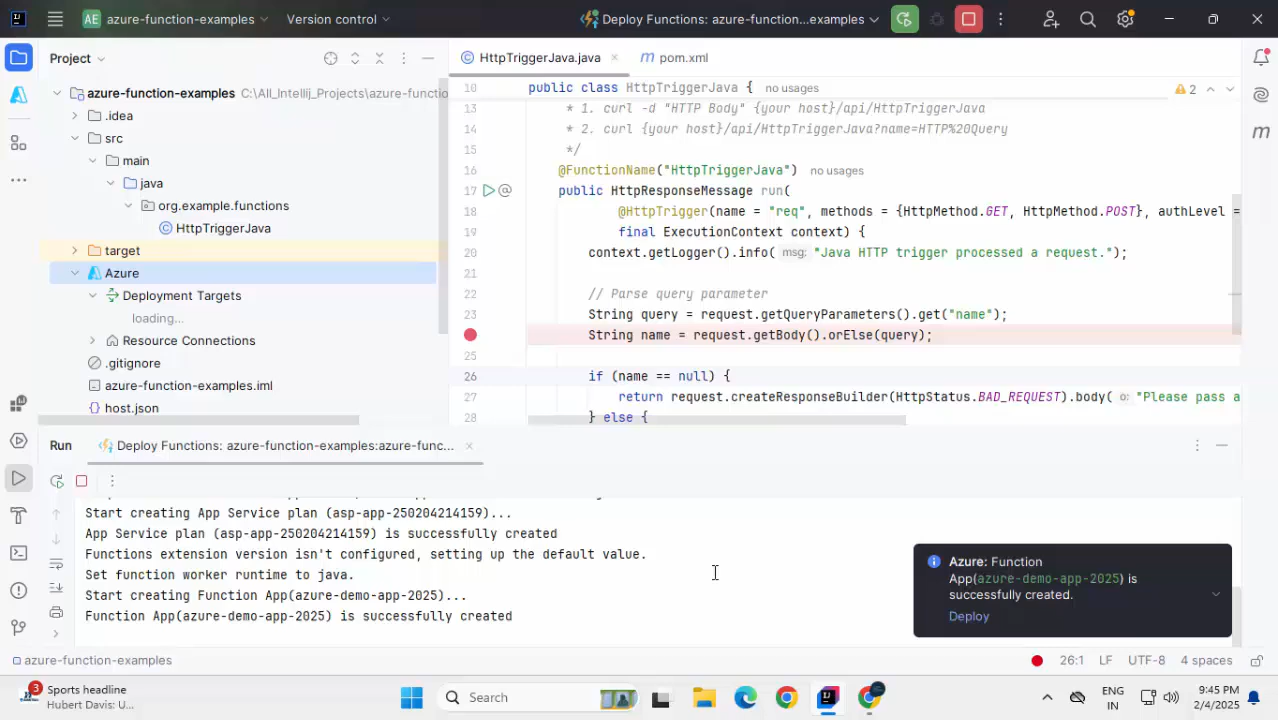 AE azure-function-examples Version control Deploy Functions: azure-function...examples
Project
azure-function-examples C:\All_Intellij_Projects\azure-functio
.idea
src
main
java
org.example.functions
HttpTriggerJava
target
Azure
Deployment Targets
loading...
Resource Connections
.gitignore
azure-function-examples.iml
host.json
HttpTriggerJava.java
pom.xml
10 public class HttpTriggerJava { no usages
2
13 * 1. curl -d "HTTP Body" {your host}/api/HttpTriggerJava
14 * 2. curl {your host}/api/HttpTriggerJava?name=HTTP%20Query
15 */
16 @FunctionName("HttpTriggerJava") no usages
17 public HttpResponseMessage run(
18 @HttpTrigger(name = "req", methods = {HttpMethod.GET, HttpMethod.POST}, authLevel =
19 final ExecutionContext context) {
20 context.getLogger().info( msg: "Java HTTP trigger processed a request.");
21
22 // Parse query parameter
23 String query = request.getQueryParameters().get("name");
String name = request.getBody().orElse(query);
25
26 if (name == null) {
27 return request.createResponseBuilder(HttpStatus.BAD_REQUEST).body( o: "Please pass a
28 } else {
Run Deploy Functions: azure-function-examples:azure-func...
Start creating App Service plan (asp-app-250204214159)...
App Service plan (asp-app-250204214159) is successfully created
Functions extension version isn't configured, setting up the default value.
Set function worker runtime to java.
Start creating Function App(azure-demo-app-2025)...
Function App(azure-demo-app-2025) is successfully created
Azure: Function
App(azure-demo-app-2025) is
successfully created.
Deploy
azure-function-examples
26:1 LF UTF-8 4 spaces
3
Sports headline
Hubert Davis: U...
Search
ENG
IN
9:45 PM
2/4/2025